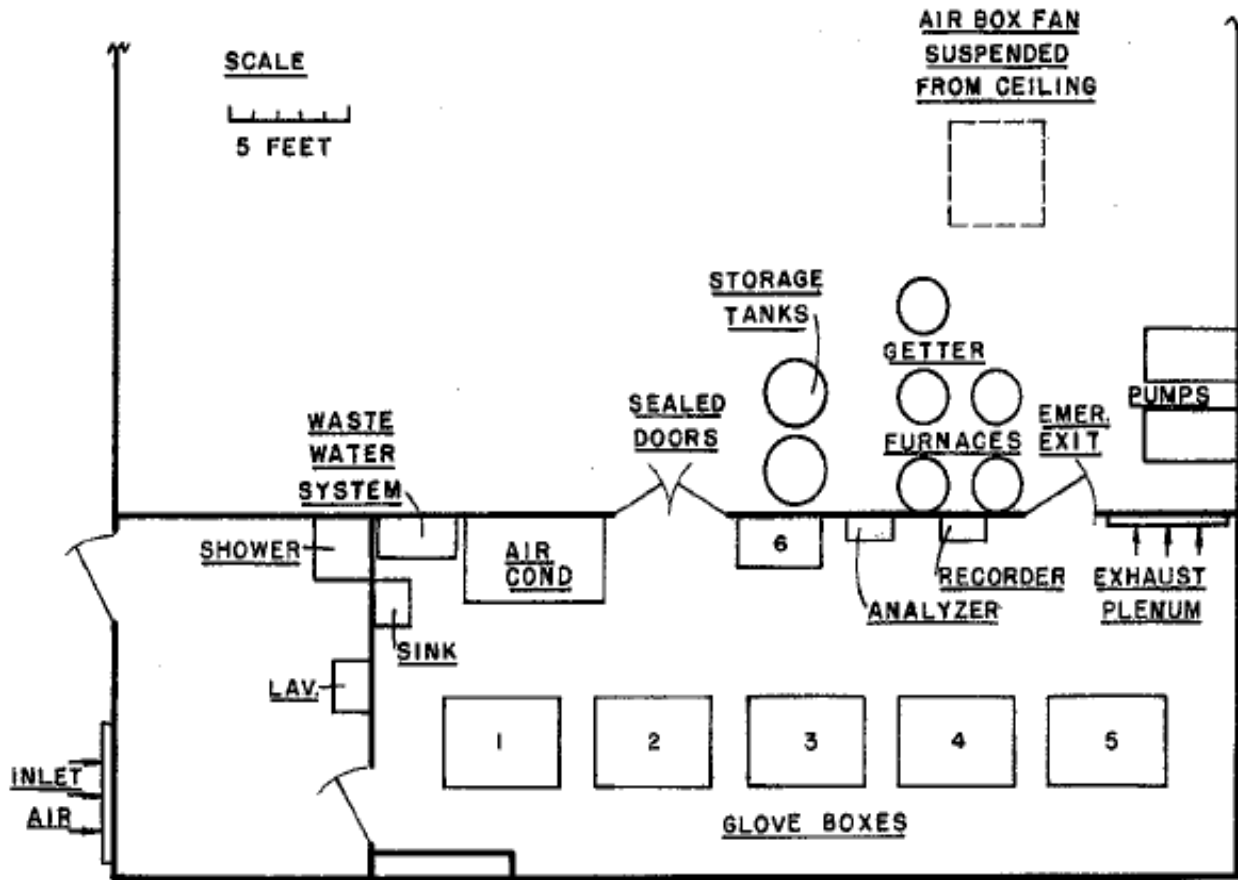 AIR BOX FAN
SUSPENDED
FROM CEILING
SCALE
5 FEET
STORAGE
TANKS
GETTER
FURNACES
PUMPS
EMER.
EXIT
SEALED
DOORS
WASTE
WATER
SYSTEM
SHOWER
AIR
COND
6
RECORDER
ANALYZER
EXHAUST
PLENUM
SINK
LAV.
1
2
3
4
5
INLET
AIR
GLOVE BOXES